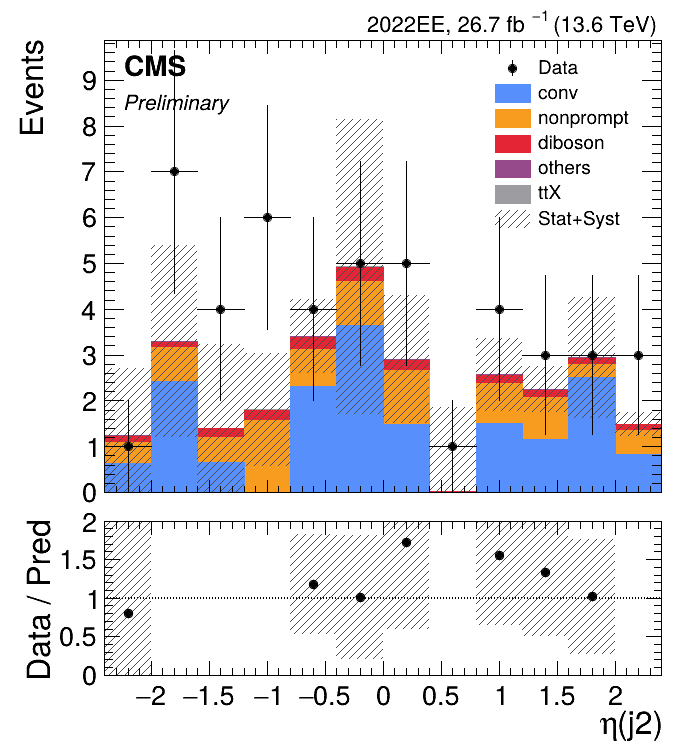 2022EE, 26.7 fb⁻¹ (13.6 TeV)
CMS
Preliminary
Data
conv
nonprompt
diboson
others
ttX
Stat+Syst
Events
9
8
7
6
5
4
3
2
1
0
Data / Pred
2
1.5
1
0.5
0
−2 −1.5 −1 −0.5 0 0.5 1 1.5 2
η(j2)